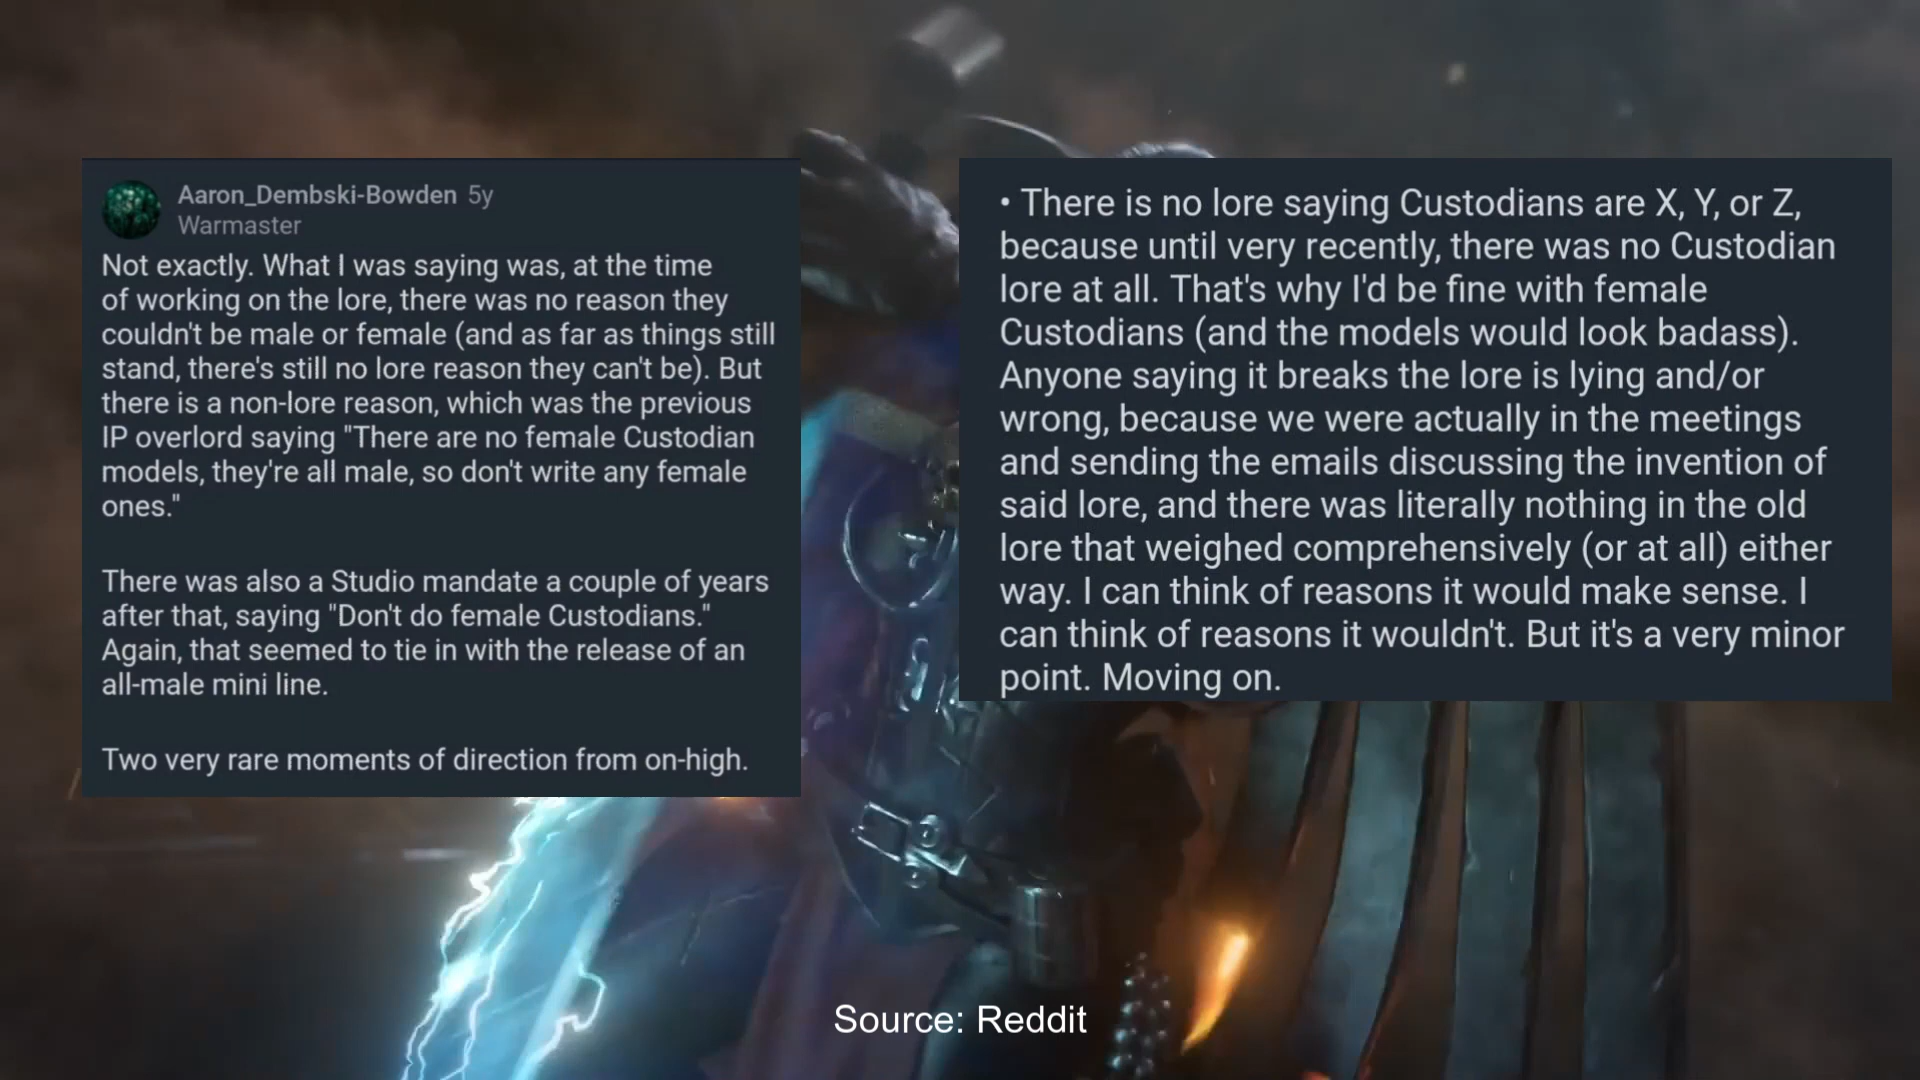 Aaron_Dembski-Bowden 5y
Warmaster
Not exactly. What I was saying was, at the time
of working on the lore, there was no reason they
couldn't be male or female (and as far as things still
stand, there's still no lore reason they can't be). But
there is a non-lore reason, which was the previous
IP overlord saying "There are no female Custodian
models, they're all male, so don't write any female
ones."
There was also a Studio mandate a couple of years
after that, saying "Don't do female Custodians."
Again, that seemed to tie in with the release of an
all-male mini line.
Two very rare moments of direction from on-high.
• There is no lore saying Custodians are X, Y, or Z,
because until very recently, there was no Custodian
lore at all. That's why I'd be fine with female
Custodians (and the models would look badass).
Anyone saying it breaks the lore is lying and/or
wrong, because we were actually in the meetings
and sending the emails discussing the invention of
said lore, and there was literally nothing in the old
lore that weighed comprehensively (or at all) either
way. I can think of reasons it would make sense. I
can think of reasons it wouldn't. But it's a very minor
point. Moving on.
Source: Reddit